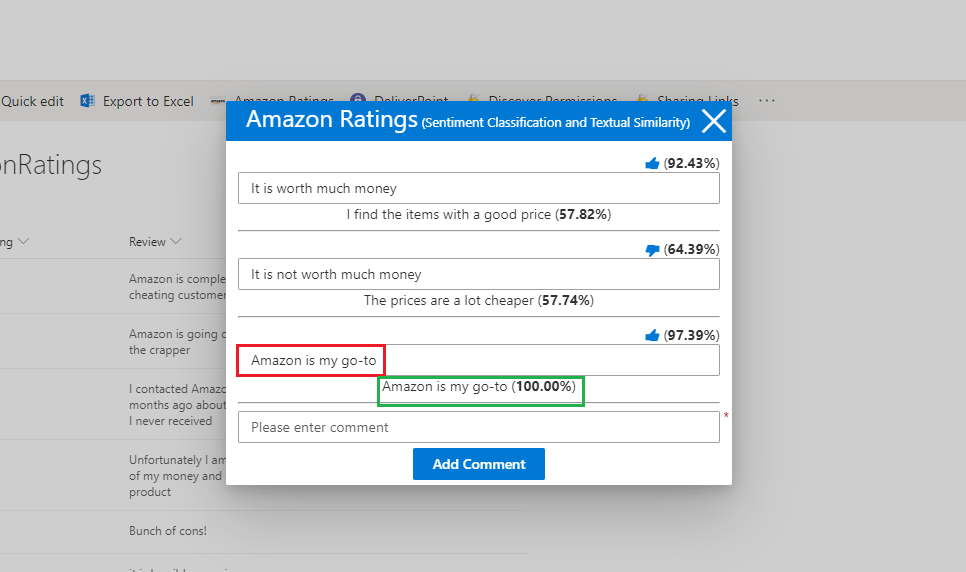 Quick edit Export to Excel Amazon Ratings DeliverPoint Discover Permissions Sharing Links ...
Amazon Ratings (Sentiment Classification and Textual Similarity)
onRatings
(92.43%)
It is worth much money
I find the items with a good price (57.82%)
ng Review
(64.39%)
It is not worth much money
The prices are a lot cheaper (57.74%)
Amazon is comple
cheating customer
Amazon is going
the crapper
(97.39%)
Amazon is my go-to
Amazon is my go-to (100.00%)
I contacted Amazo
months ago about
I never received
Please enter comment *
Add Comment
Unfortunately I am
of my money and
product
Bunch of cons!